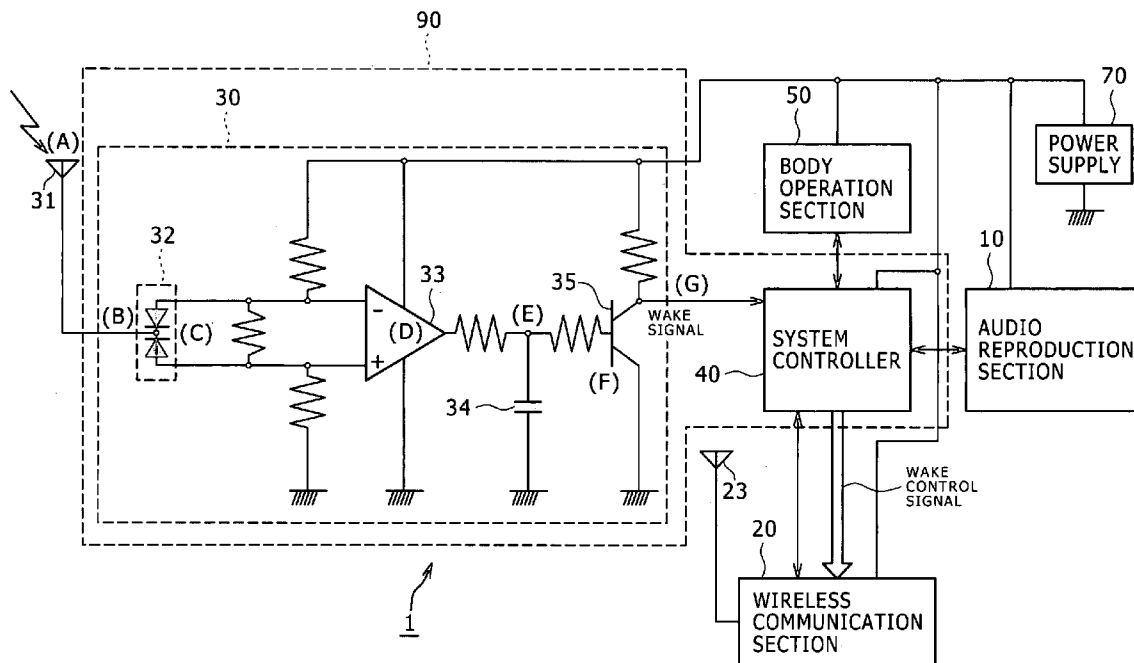 90
30
50
70
(A)
POWER
SUPPLY
BODY
OPERATION
SECTION
31
32
10
33
35
(G)
(B)
(C)
-
(D)
(E)
WAKE
SIGNAL
SYSTEM
CONTROLLER
AUDIO
REPRODUCTION
SECTION
+
(F)
40
34
23
WAKE
CONTROL
SIGNAL
20
1
WIRELESS
COMMUNICATION
SECTION